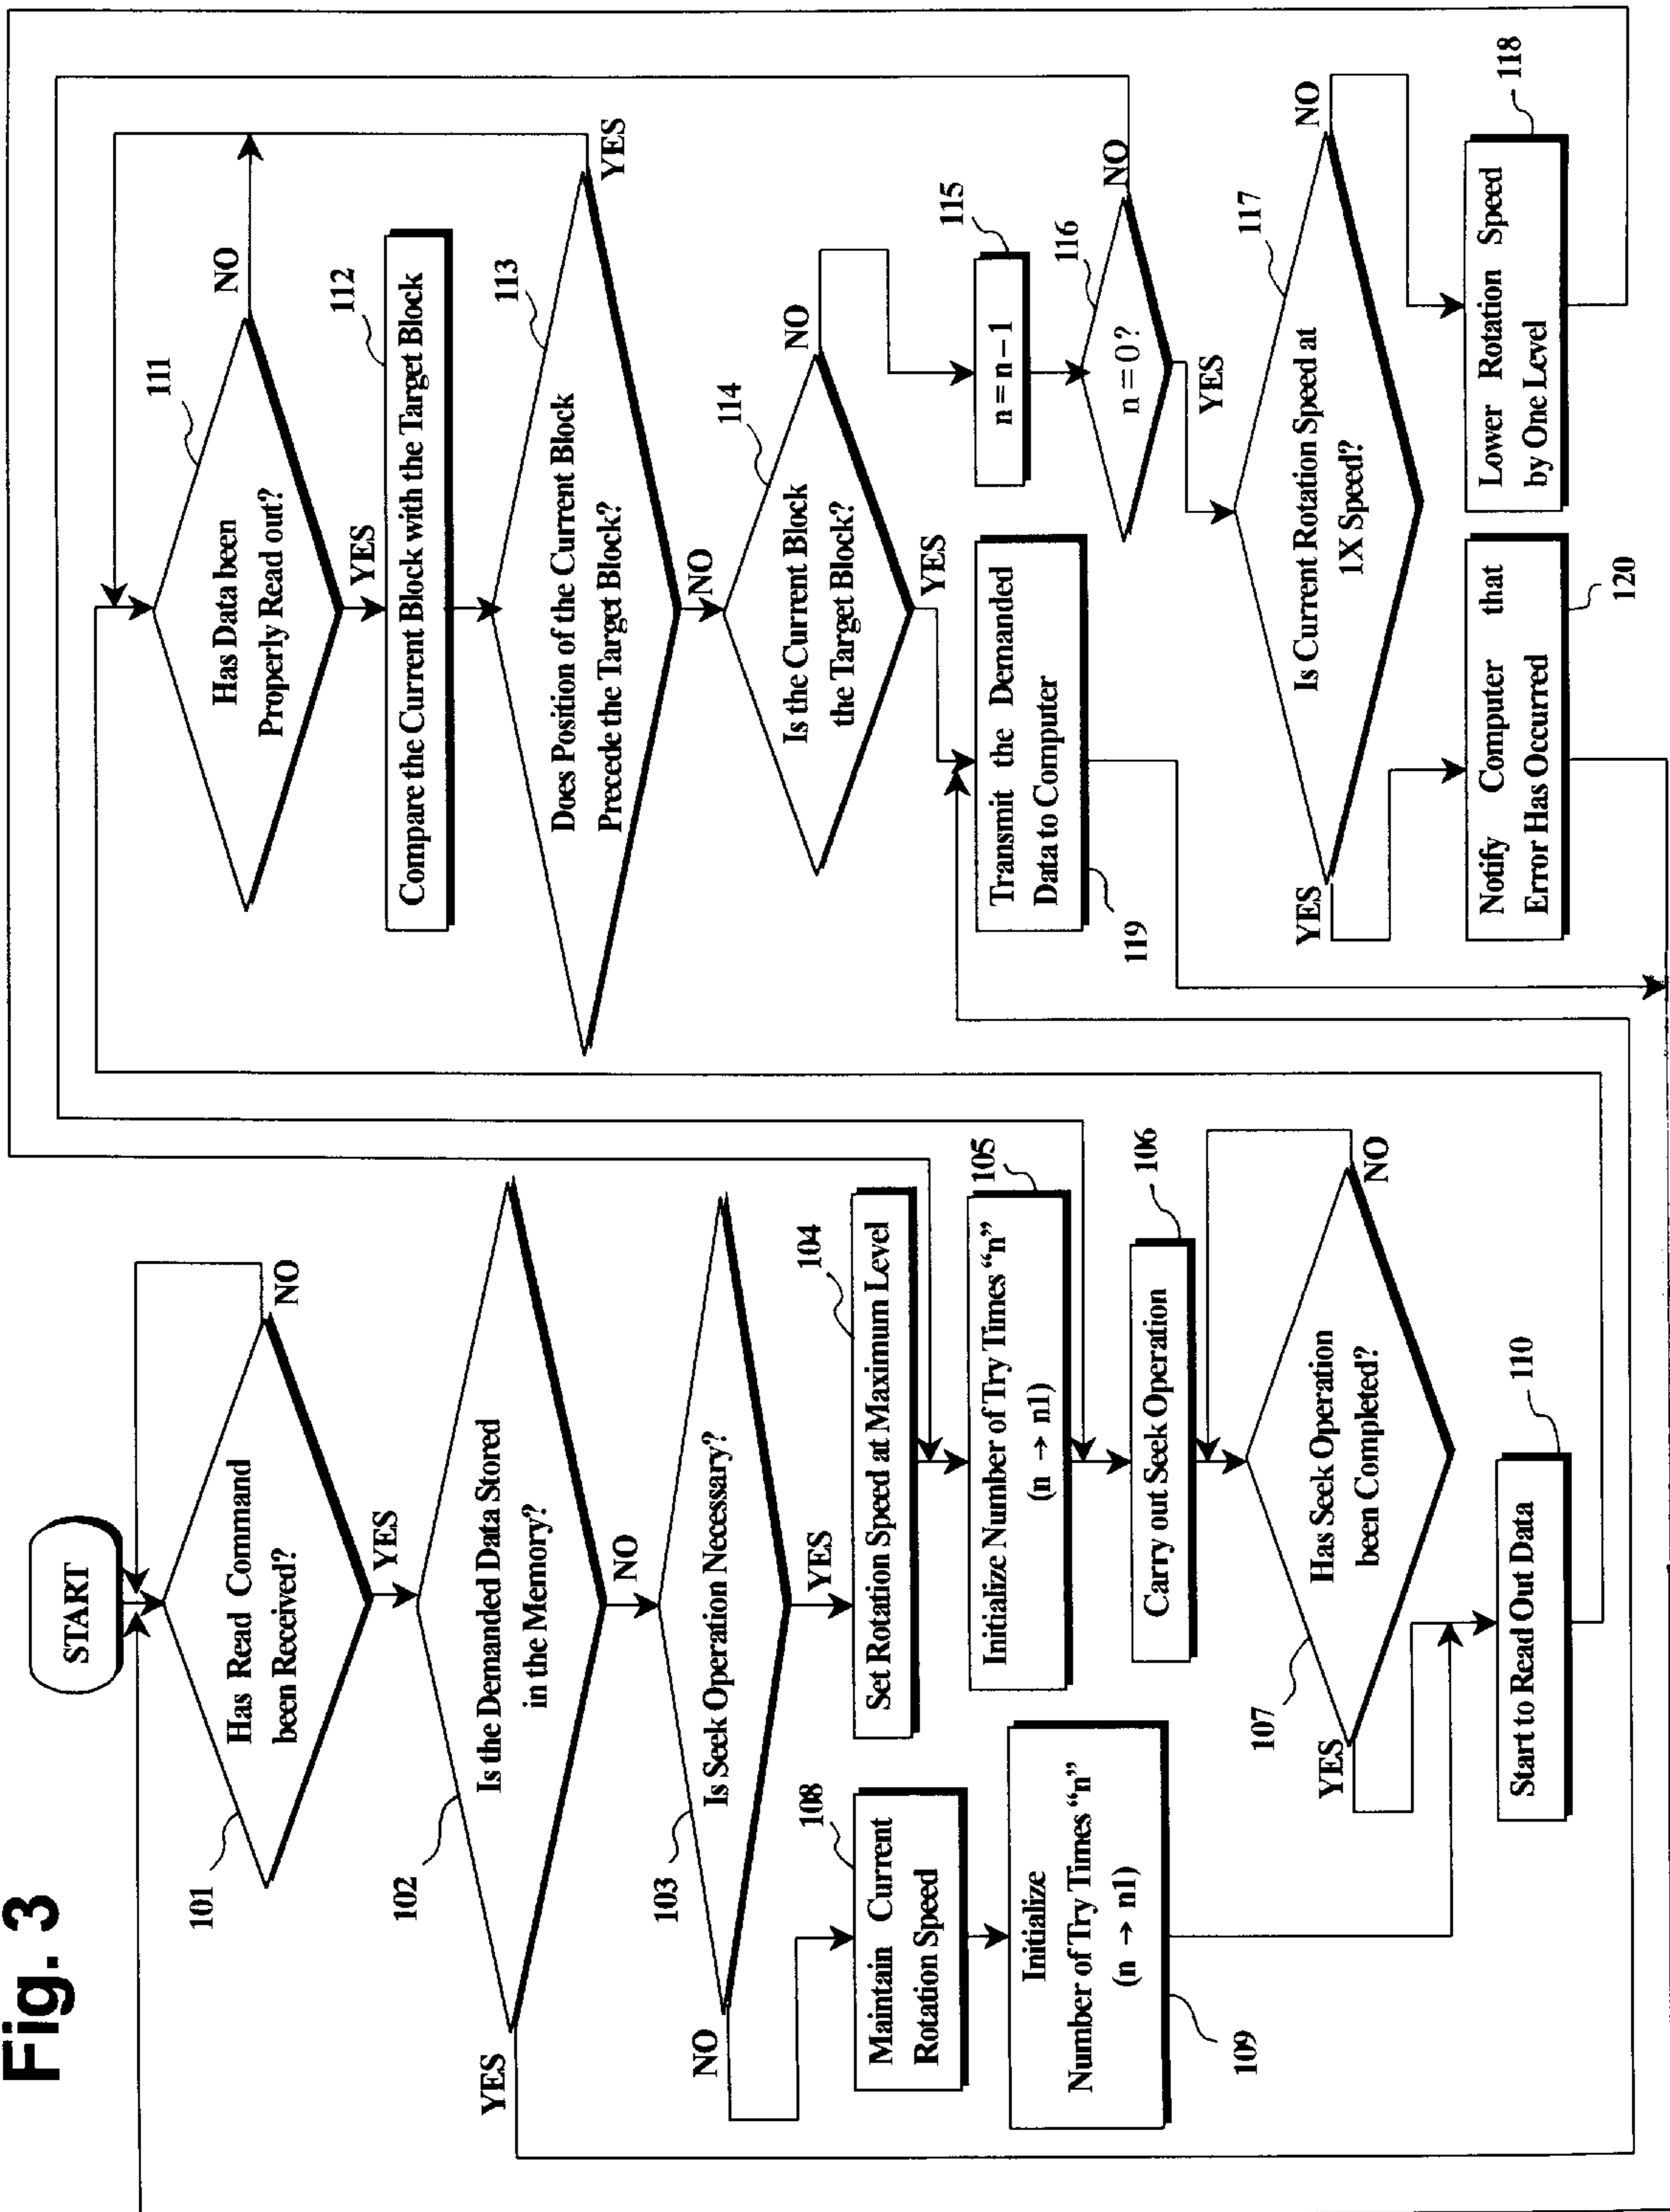 Fig. 3
START
Has Read Command
been Received?
101
NO
YES
Is the Demanded Data Stored
in the Memory?
102
YES
NO
Is Seek Operation Necessary?
103
NO
YES
Set Rotation Speed at Maximum Level
104
Initialize Number of Try Times "n"
(n → n1)
105
Carry out Seek Operation
106
Has Seek Operation
been Completed?
107
NO
YES
Maintain Current
Rotation Speed
108
Initialize
Number of Try Times "n"
(n → n1)
109
Start to Read Out Data
110
Has Data been
Properly Read out?
111
NO
YES
Compare the Current Block with the Target Block
112
Does Position of the Current Block
Precede the Target Block?
113
YES
NO
Is the Current Block
the Target Block?
114
NO
YES
n = n – 1
115
n = 0 ?
116
NO
YES
Transmit the Demanded
Data to Computer
119
Is Current Rotation Speed at
1X Speed?
117
NO
YES
Lower Rotation Speed
by One Level
118
Notify Computer that
Error Has Occurred
120